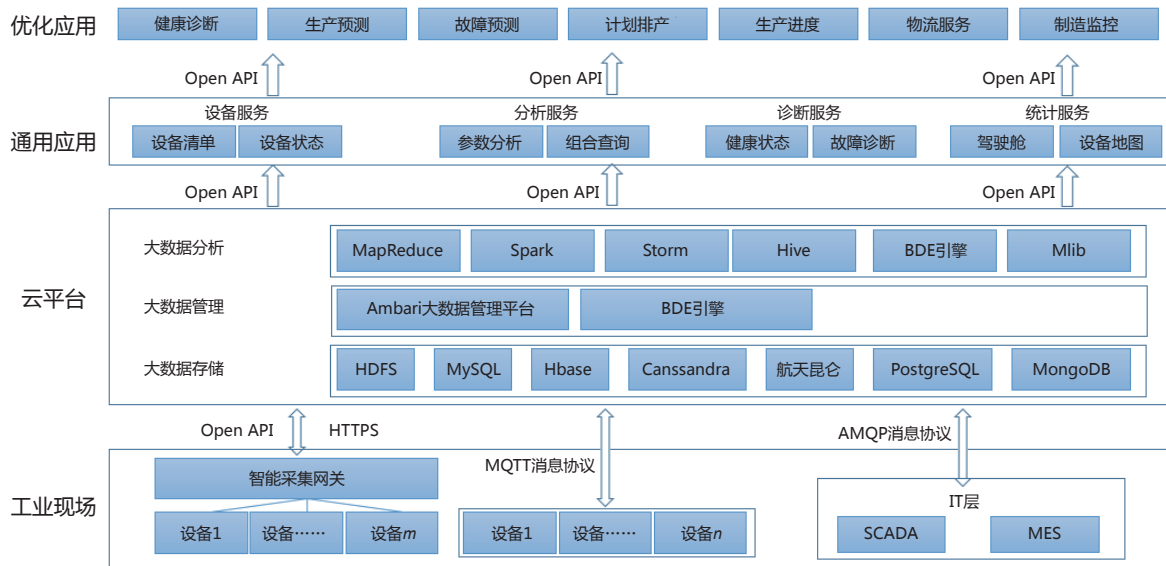 优化应用
健康诊断 生产预测 故障预测 计划排产 生产进度 物流服务 制造监控
Open API Open API Open API
通用应用
设备服务 分析服务 诊断服务 统计服务
设备清单 设备状态 参数分析 组合查询 健康状态 故障诊断 驾驶舱 设备地图
Open API Open API Open API
云平台
大数据分析 MapReduce Spark Storm Hive BDE引擎 Mlib
大数据管理 Ambari大数据管理平台 BDE引擎
大数据存储 HDFS MySQL Hbase Canssandra 航天昆仑 PostgreSQL MongoDB
Open API HTTPS
AMQP消息协议
MQTT消息协议
工业现场
智能采集网关
设备1 设备…… 设备m
设备1 设备…… 设备n
IT层
SCADA MES